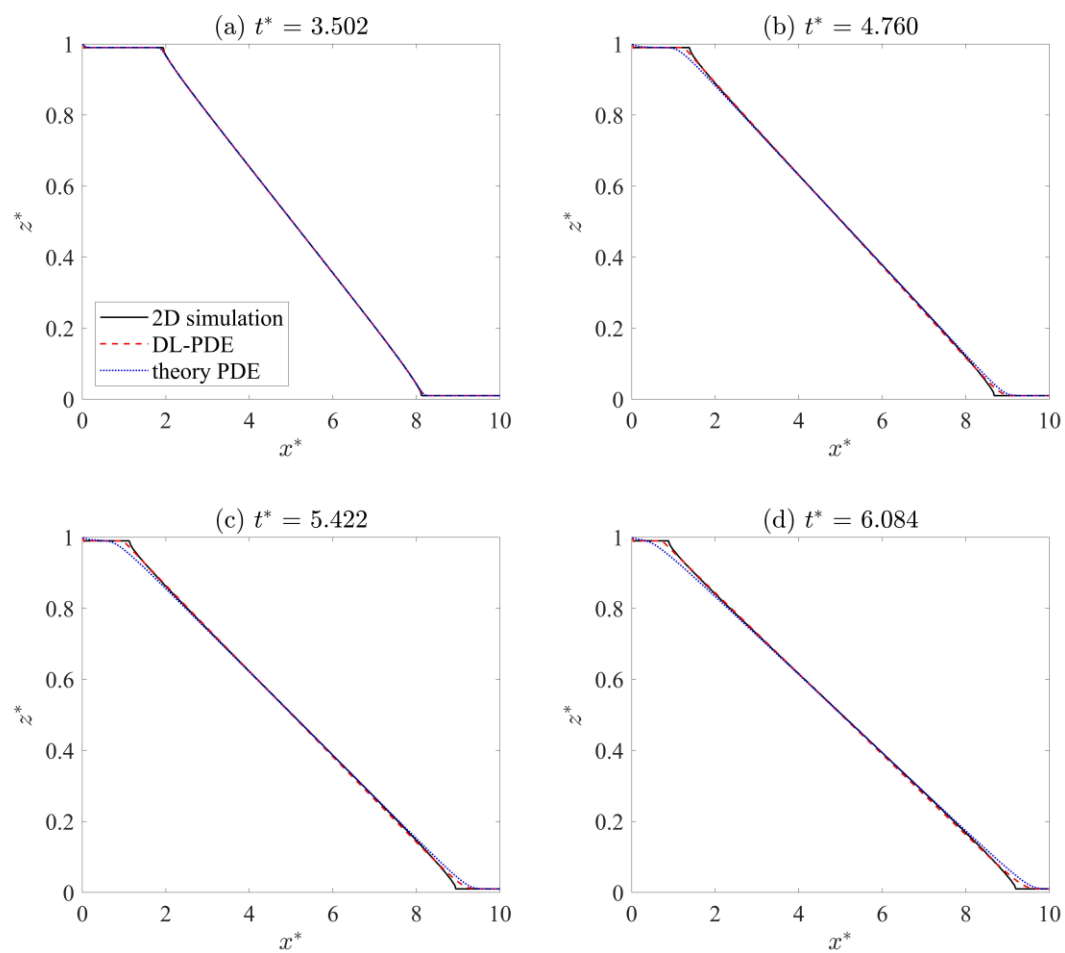 (a) t* = 3.502
1
0.8
0.6
0.4
0.2
0
z*
2D simulation
DL-PDE
theory PDE
0 2 4 6 8 10
x*
(b) t* = 4.760
1
0.8
0.6
0.4
0.2
0
z*
0 2 4 6 8 10
x*
(c) t* = 5.422
1
0.8
0.6
0.4
0.2
0
z*
0 2 4 6 8 10
x*
(d) t* = 6.084
1
0.8
0.6
0.4
0.2
0
z*
0 2 4 6 8 10
x*